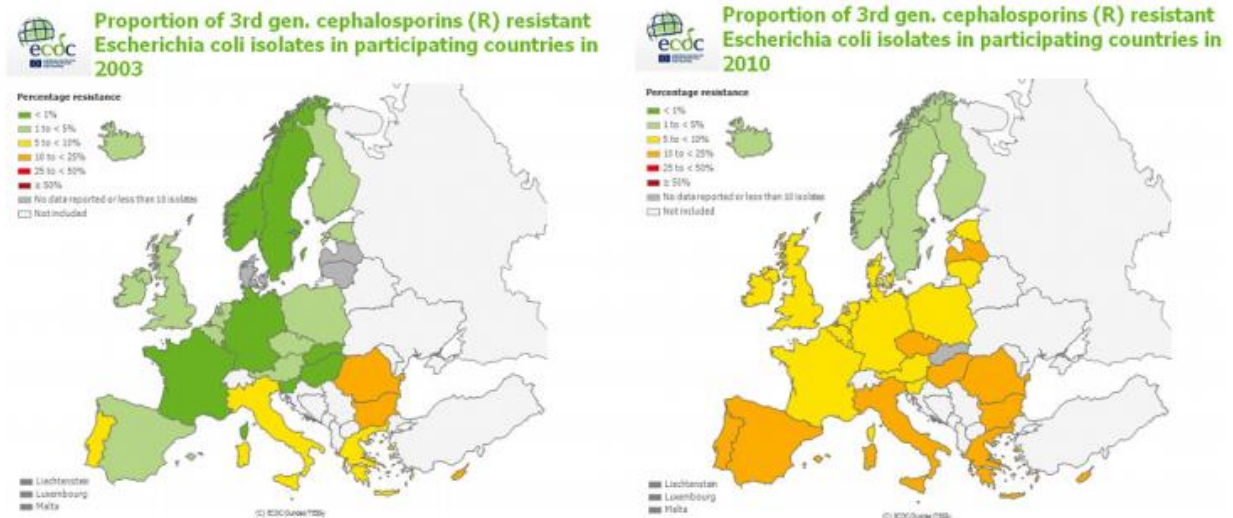 ecdc
Proportion of 3rd gen. cephalosporins (R) resistant
Escherichia coli isolates in participating countries in
2003
Percentage resistance
< 1%
1 to < 5%
5 to < 10%
10 to < 25%
25 to < 50%
≥ 50%
No data reported or less than 10 isolates
Not included
Liechtenstein
Luxembourg
Malta
ecdc
Proportion of 3rd gen. cephalosporins (R) resistant
Escherichia coli isolates in participating countries in
2010
Percentage resistance
< 1%
1 to < 5%
5 to < 10%
10 to < 25%
25 to < 50%
≥ 50%
No data reported or less than 10 isolates
Not included
Liechtenstein
Luxembourg
Malta